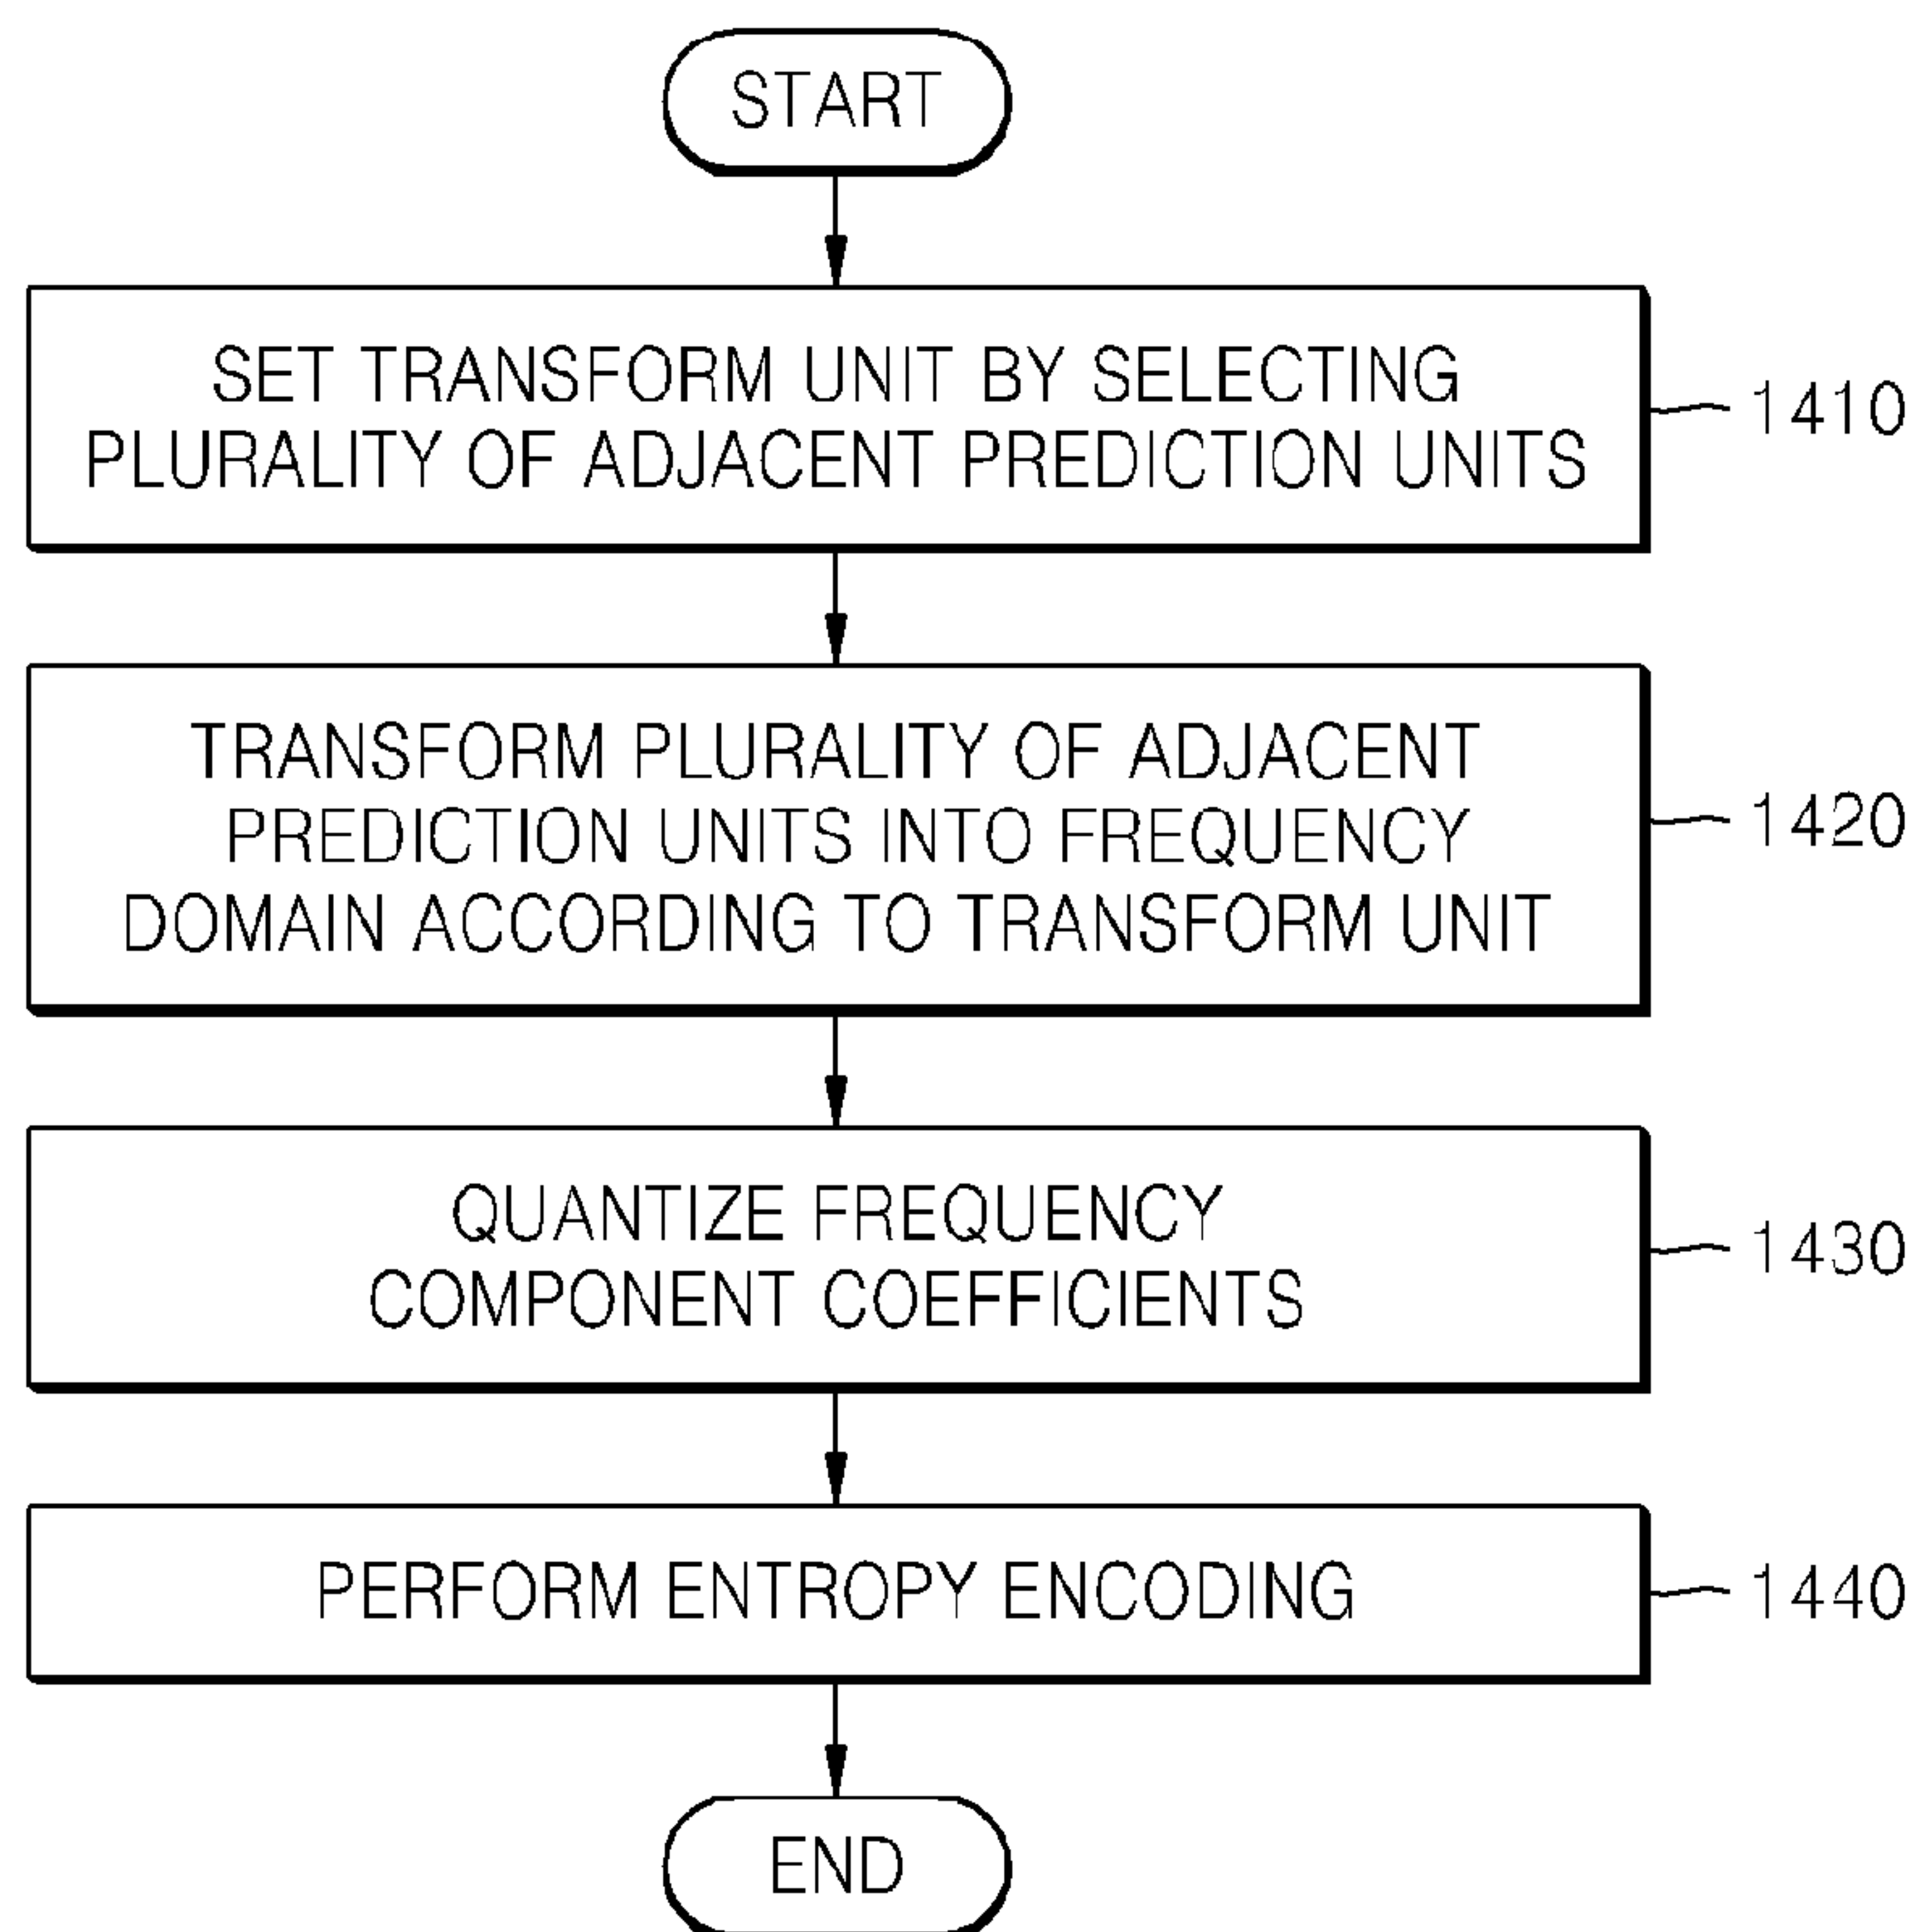 START
SET TRANSFORM UNIT BY SELECTING
PLURALITY OF ADJACENT PREDICTION UNITS
1410
TRANSFORM PLURALITY OF ADJACENT
PREDICTION UNITS INTO FREQUENCY
DOMAIN ACCORDING TO TRANSFORM UNIT
1420
QUANTIZE FREQUENCY
COMPONENT COEFFICIENTS
1430
PERFORM ENTROPY ENCODING
1440
END